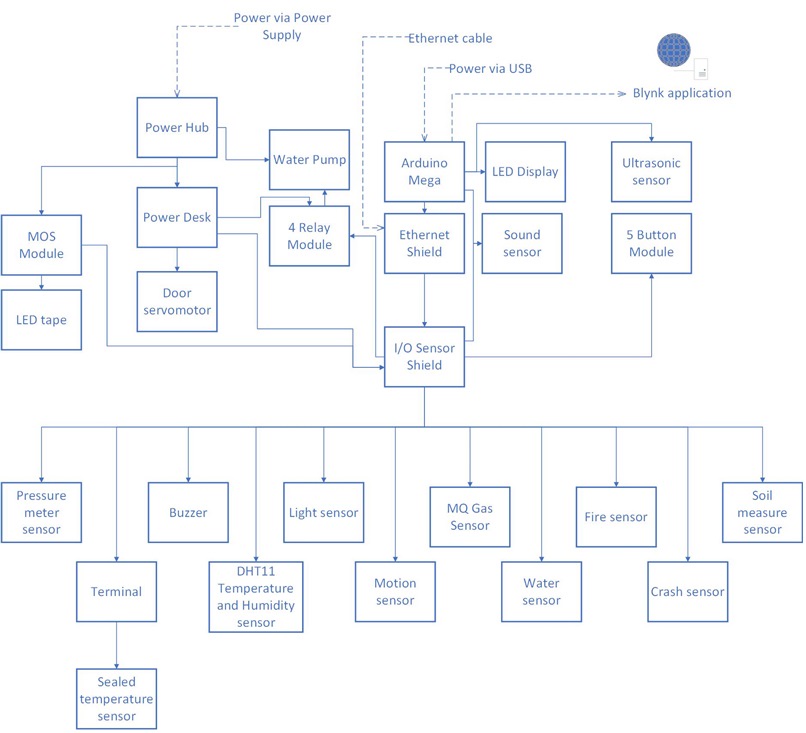 Power via Power
Supply
Ethernet cable
Power via USB
Blynk application
Power Hub
Water Pump
Arduino
Mega
LED Display
Ultrasonic
sensor
MOS
Module
Power Desk
4 Relay
Module
Ethernet
Shield
Sound
sensor
5 Button
Module
LED tape
Door
servomotor
I/O Sensor
Shield
Pressure
meter
sensor
Buzzer
Light sensor
MQ Gas
Sensor
Fire sensor
Soil
measure
sensor
Terminal
DHT11
Temperature
and Humidity
sensor
Motion
sensor
Water
sensor
Crash sensor
Sealed
temperature
sensor